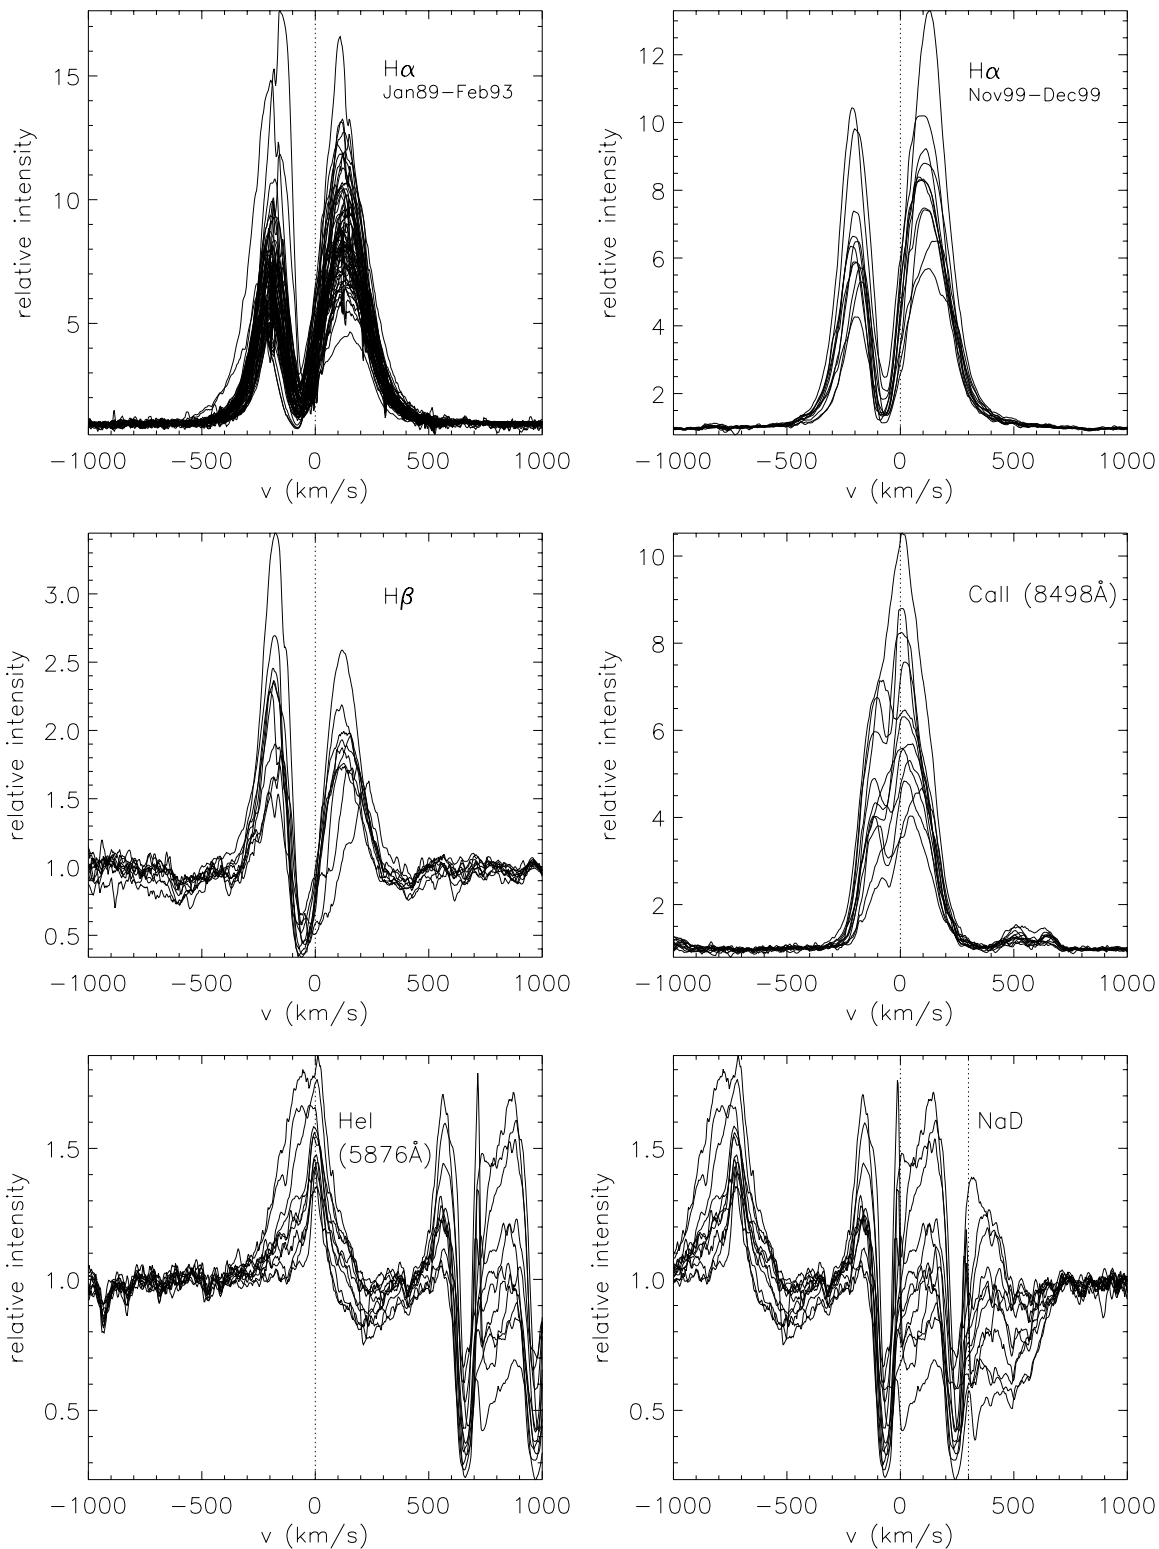 Hα
Jan89−Feb93
relative intensity
15
10
5
−1000 −500 0 500 1000
v (km/s)
Hα
Nov99−Dec99
relative intensity
12
10
8
6
4
2
−1000 −500 0 500 1000
v (km/s)
Hβ
relative intensity
3.0
2.5
2.0
1.5
1.0
0.5
−1000 −500 0 500 1000
v (km/s)
CaII (8498Å)
relative intensity
10
8
6
4
2
−1000 −500 0 500 1000
v (km/s)
HeI
(5876Å)
relative intensity
1.5
1.0
0.5
−1000 −500 0 500 1000
v (km/s)
NaD
relative intensity
1.5
1.0
0.5
−1000 −500 0 500 1000
v (km/s)